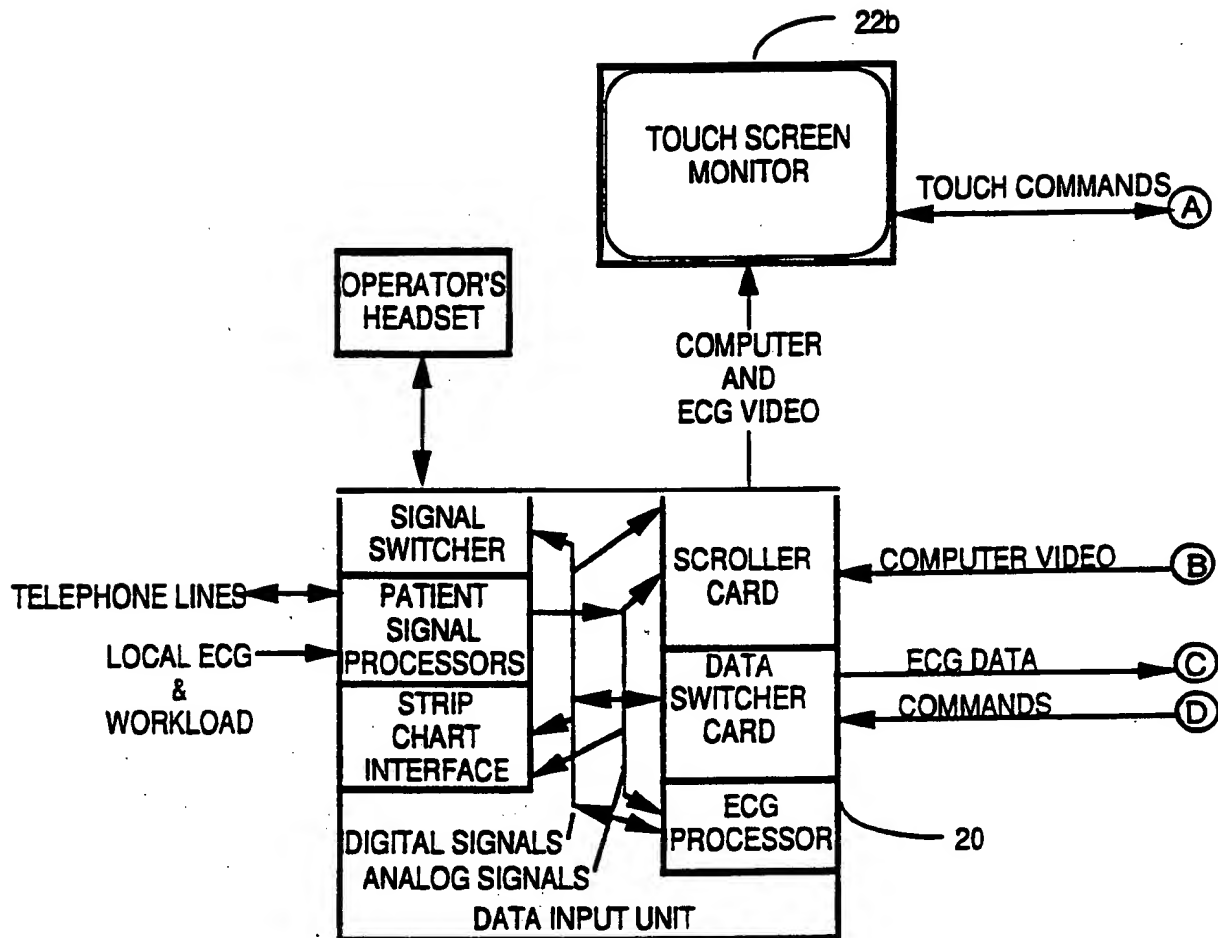 22b
TOUCH SCREEN
MONITOR
TOUCH COMMANDS
A
OPERATOR'S
HEADSET
COMPUTER
AND
ECG VIDEO
SIGNAL
SWITCHER
SCROLLER
CARD
COMPUTER VIDEO
B
TELEPHONE LINES
PATIENT
SIGNAL
PROCESSORS
LOCAL ECG
&
WORKLOAD
DATA
SWITCHER
CARD
ECG DATA
C
COMMANDS
D
STRIP
CHART
INTERFACE
ECG
PROCESSOR
20
DIGITAL SIGNALS
ANALOG SIGNALS
DATA INPUT UNIT